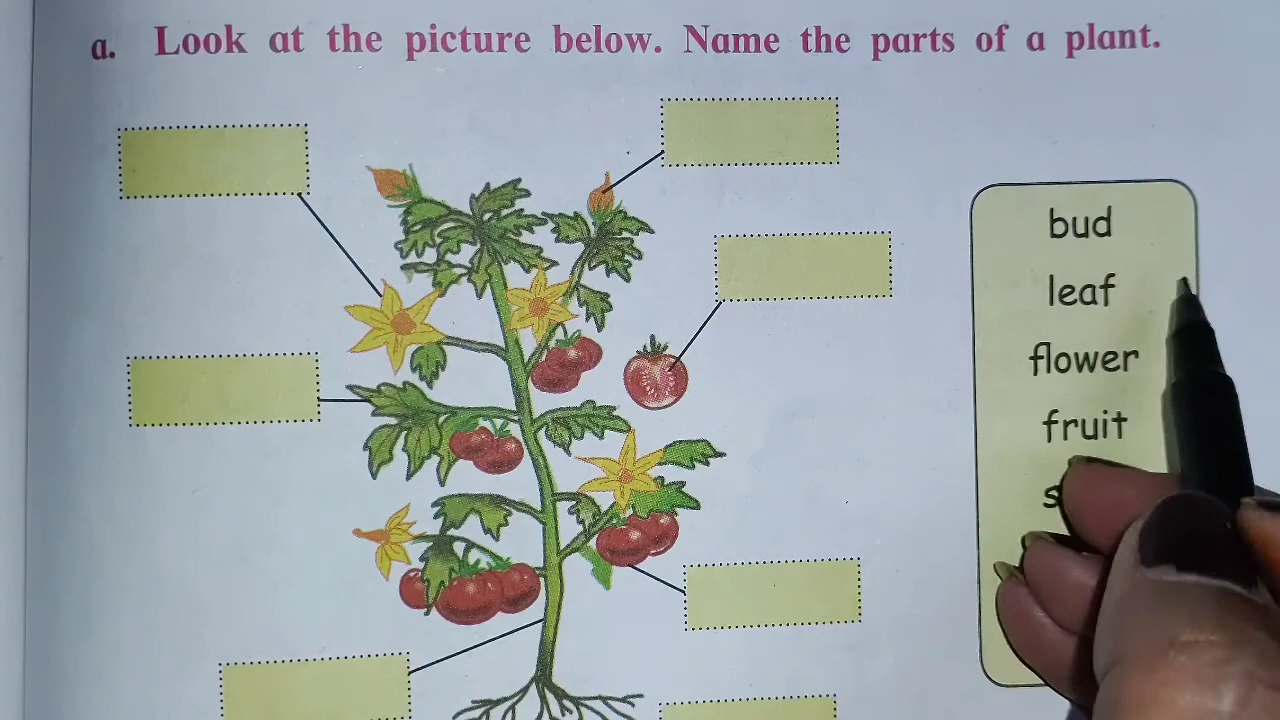 a. Look at the picture below. Name the parts of a plant.
bud
leaf
flower
fruit